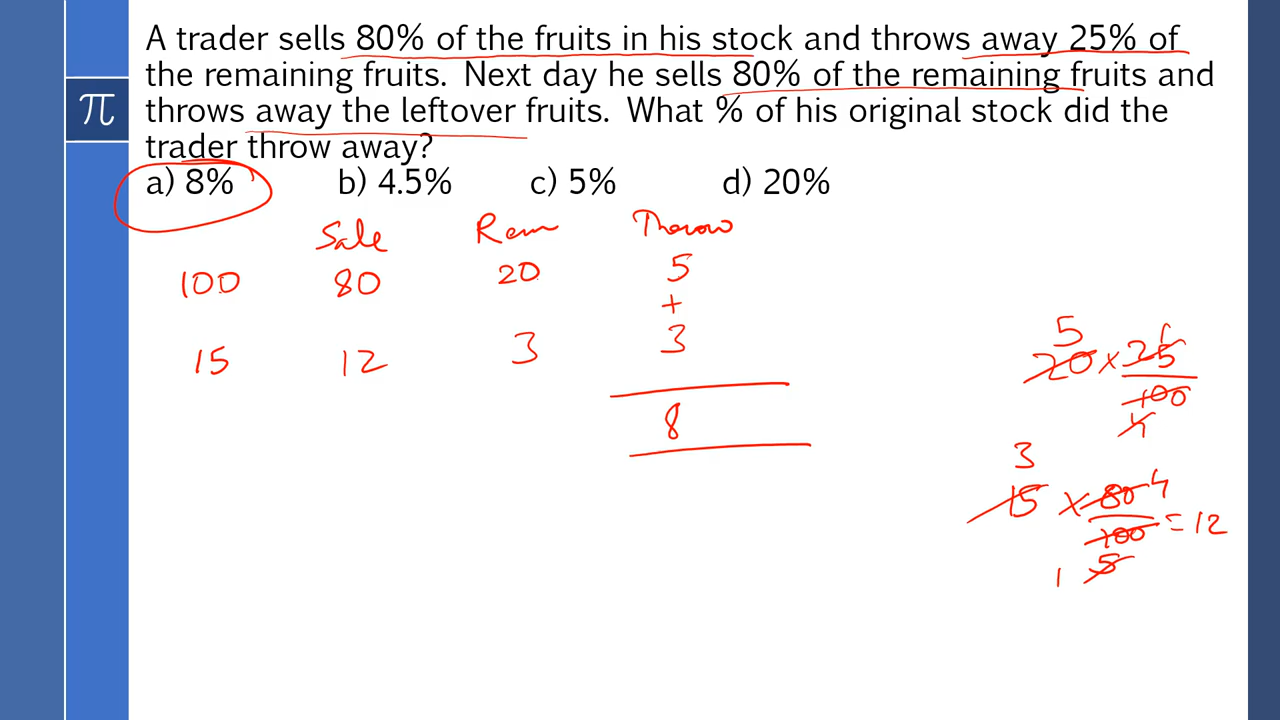 A trader sells 80% of the fruits in his stock and throws away 25% of
the remaining fruits. Next day he sells 80% of the remaining fruits and
throws away the leftover fruits. What % of his original stock did the
trader throw away?
π
a) 8% b) 4.5% c) 5% d) 20%
Sale Rem Throw
100 80 20 5
+
15 12 3 3
8
5 1
20 × 25
100
4
3
15 × 80 4
100 = 12
1 5